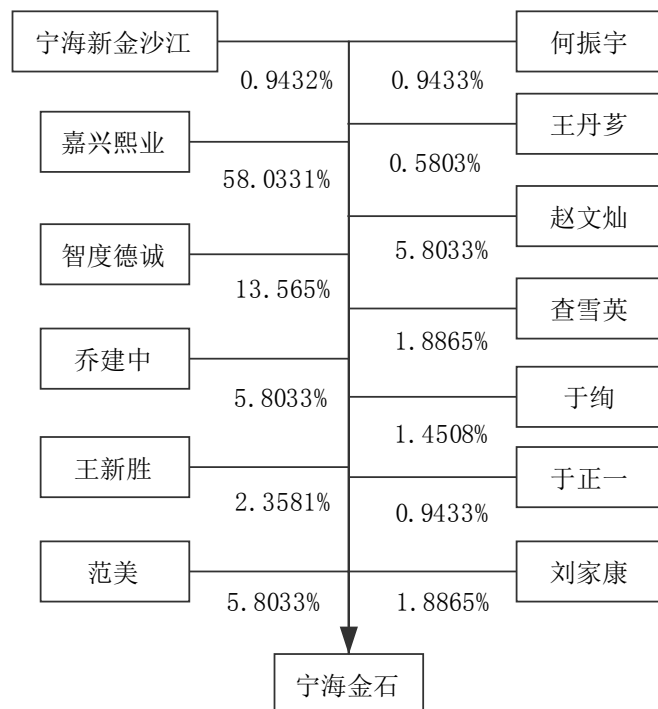 宁海新金沙江
何振宇
0.9432%
0.9433%
王丹芗
嘉兴熙业
0.5803%
58.0331%
赵文灿
智度德诚
5.8033%
13.565%
查雪英
1.8865%
乔建中
5.8033%
于绚
1.4508%
王新胜
于正一
2.3581%
0.9433%
范美
刘家康
5.8033%
1.8865%
宁海金石